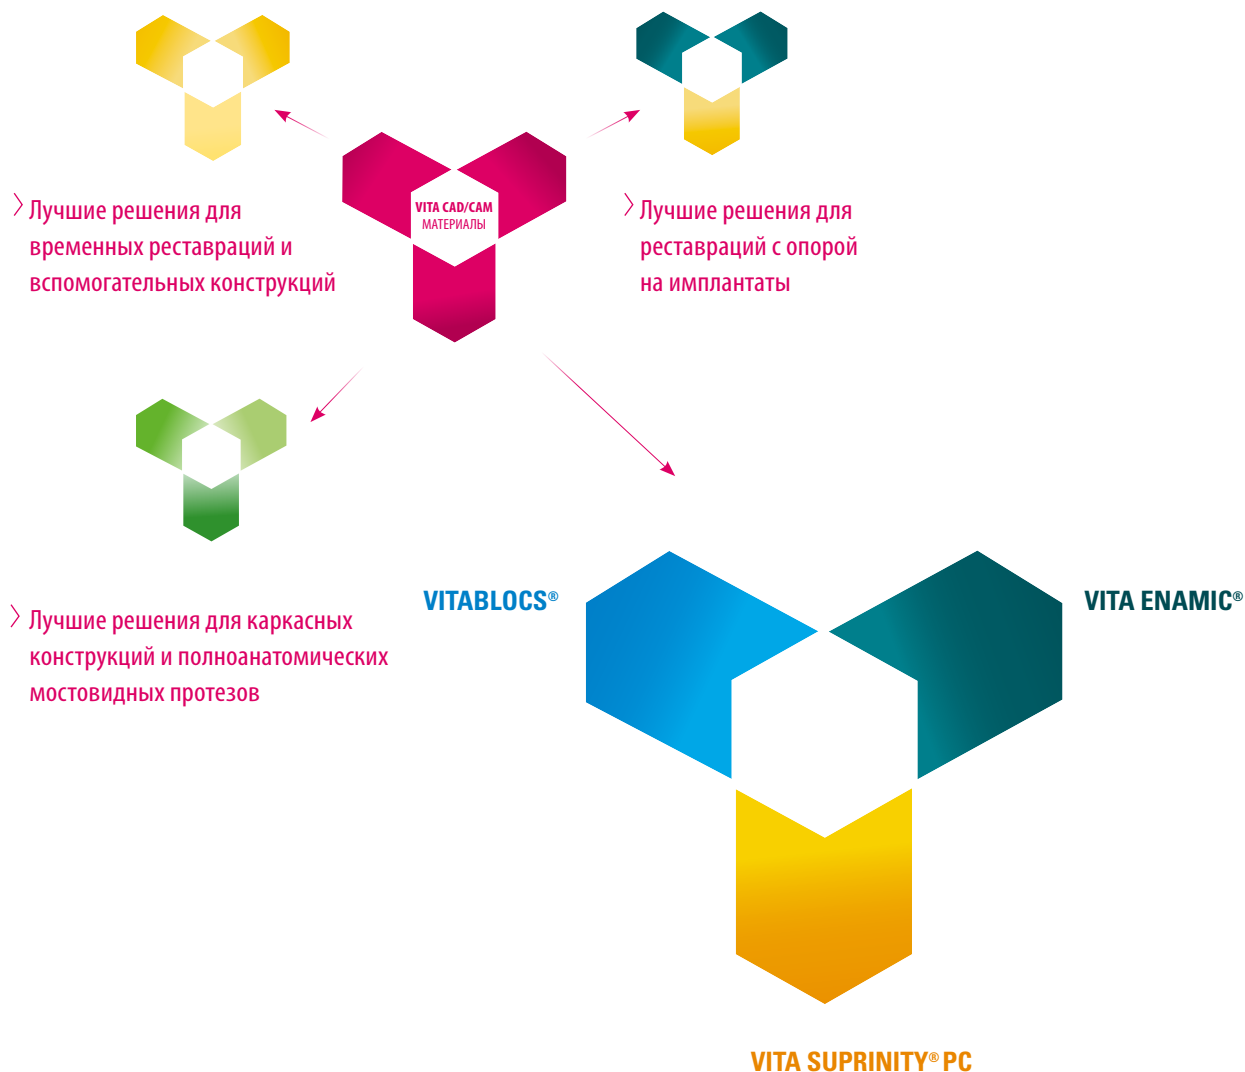 VITA CAD/CAM
МАТЕРИАЛЫ
〉Лучшие решения для
временных реставраций и
вспомогательных конструкций
〉Лучшие решения для
реставраций с опорой
на имплантаты
〉Лучшие решения для каркасных
конструкций и полноанатомических
мостовидных протезов
VITABLOCS®
VITA ENAMIC®
VITA SUPRINITY® PC